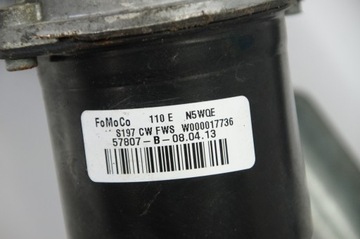 FoMoCo 110 E N5WQE
S197 CW FWS W000017736
57807-B-08.04.13